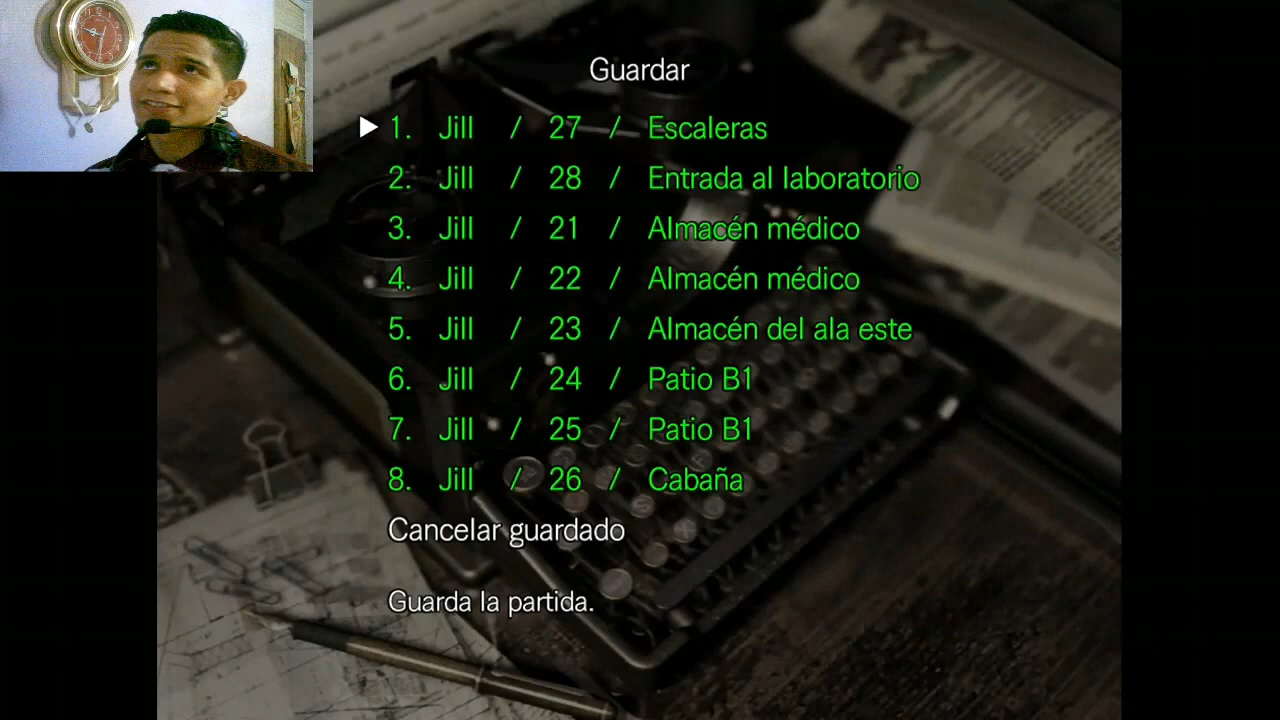 Guardar
1. Jill / 27 / Escaleras
2. Jill / 28 / Entrada al laboratorio
3. Jill / 21 / Almacén médico
4. Jill / 22 / Almacén médico
5. Jill / 23 / Almacén del ala este
6. Jill / 24 / Patio B1
7. Jill / 25 / Patio B1
8. Jill / 26 / Cabaña
Cancelar guardado
Guarda la partida.